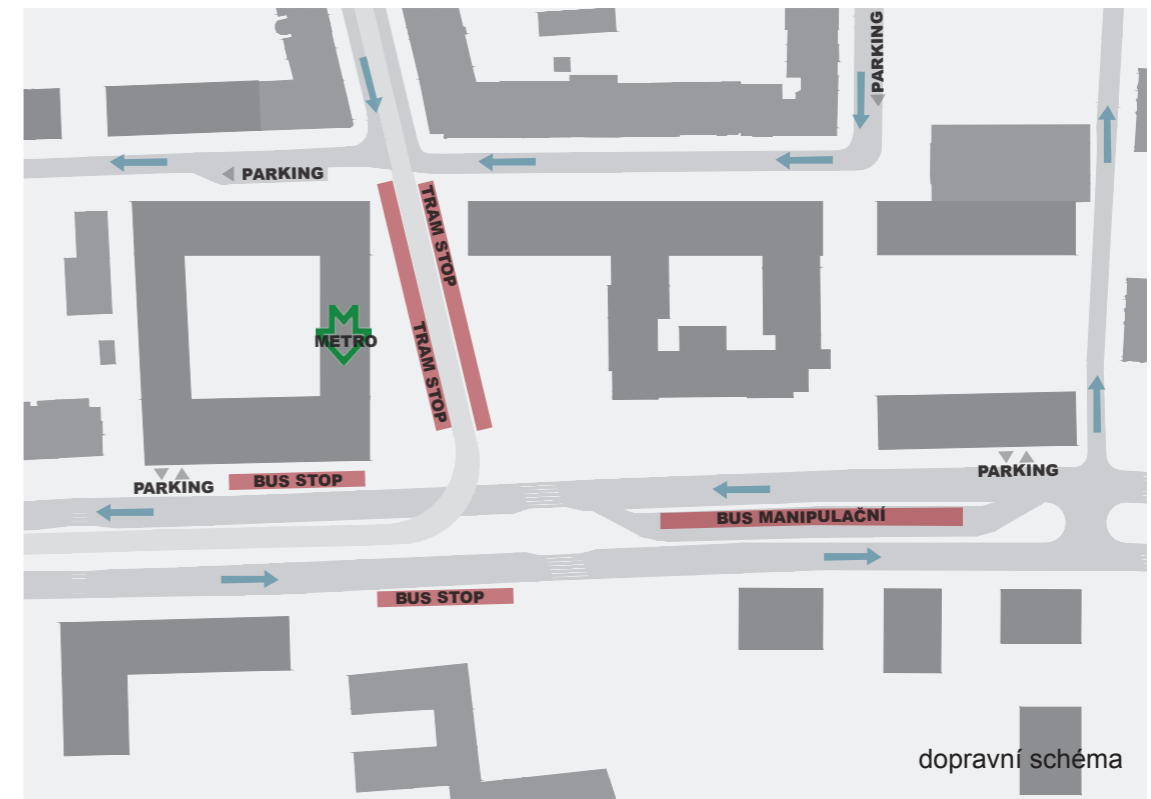 PARKING
PARKING
TRAM STOP
TRAM STOP
METRO
PARKING
BUS STOP
PARKING
BUS MANIPULAČNÍ
BUS STOP
dopravní schéma